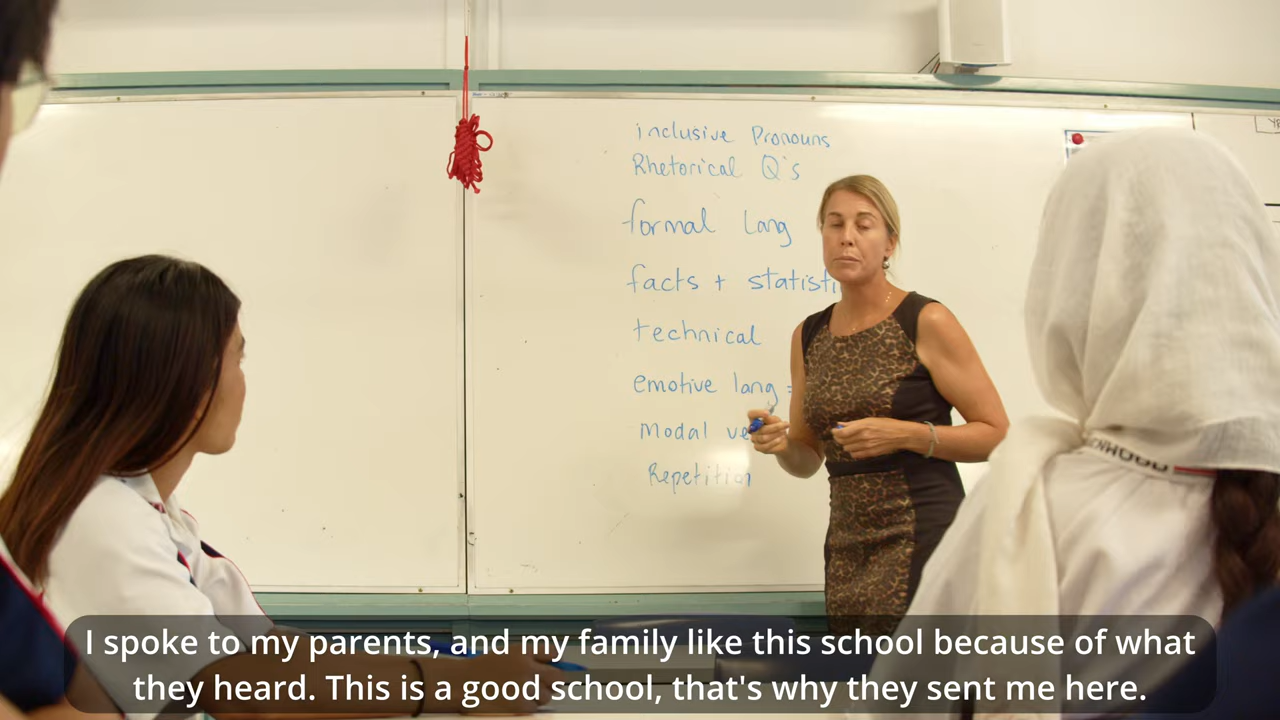 inclusive Pronouns
Rhetorical Q's
formal Lang
facts + statisti
technical
emotive lang =
Modal ve
Repetition
I spoke to my parents, and my family like this school because of what
they heard. This is a good school, that's why they sent me here.